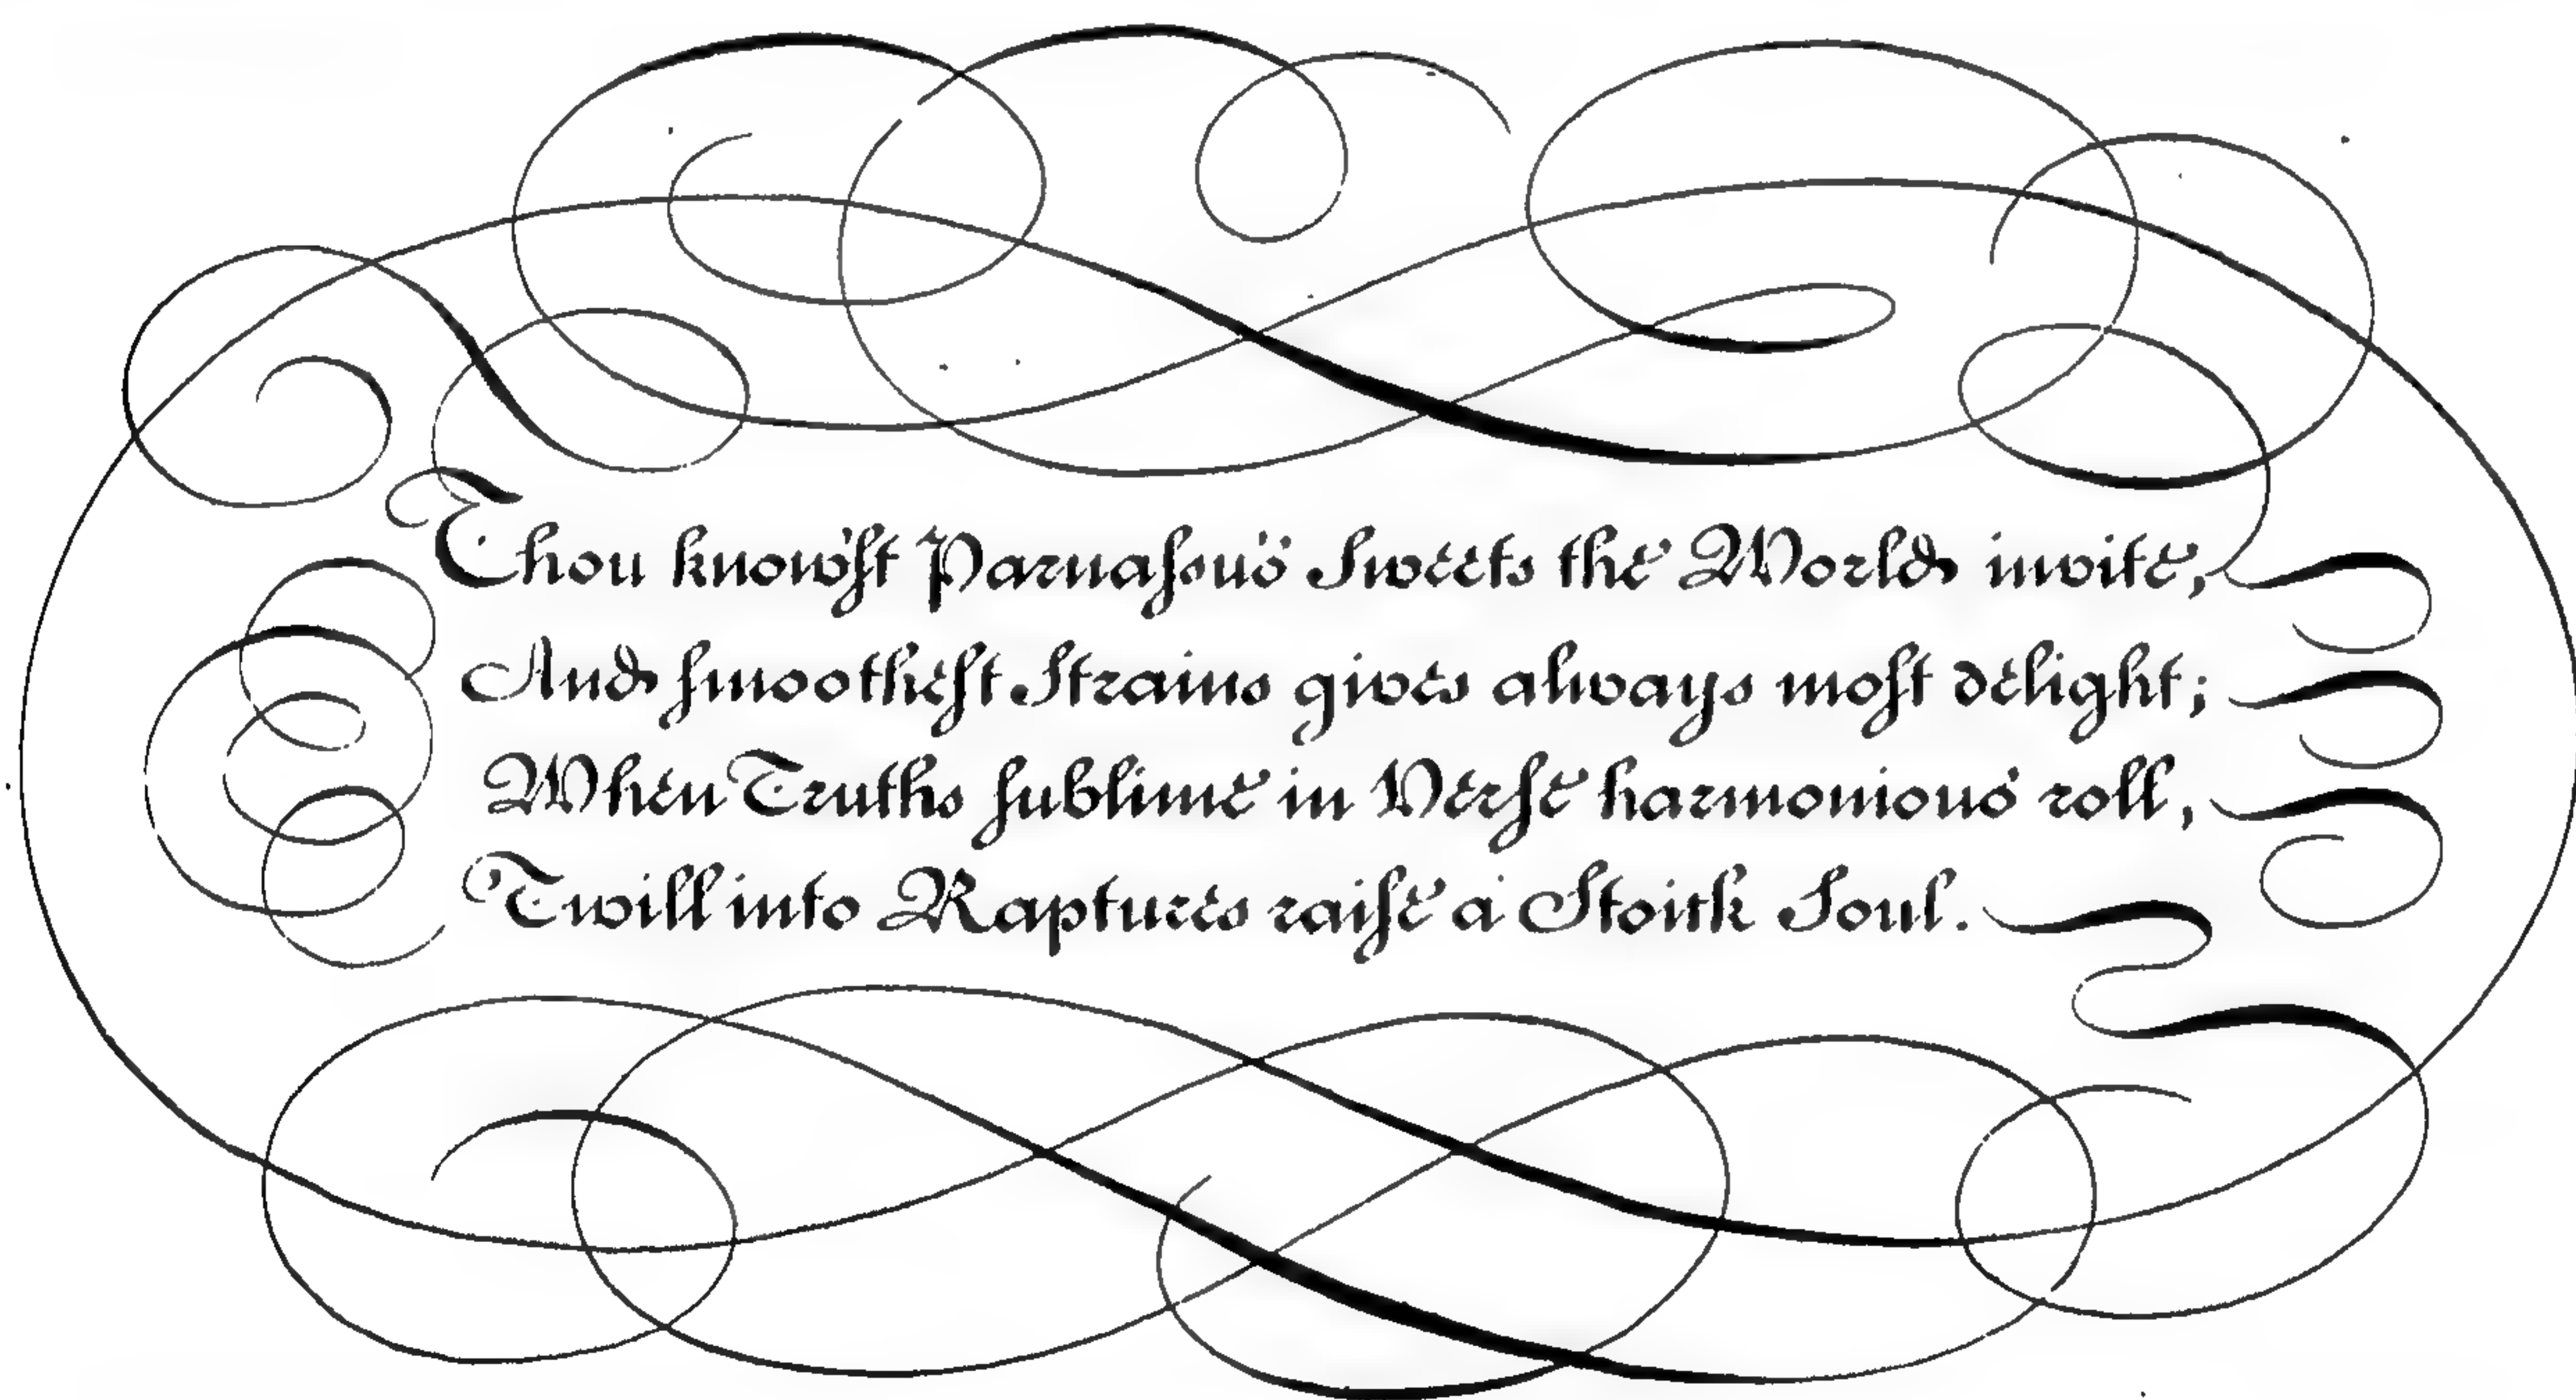 Thou know'st Parnassus Sweets the World invite,
And smoothest Strains gives always most delight;
When Truths sublime in Verse harmonious roll,
'Twill into Raptures raise a Stoick Soul.